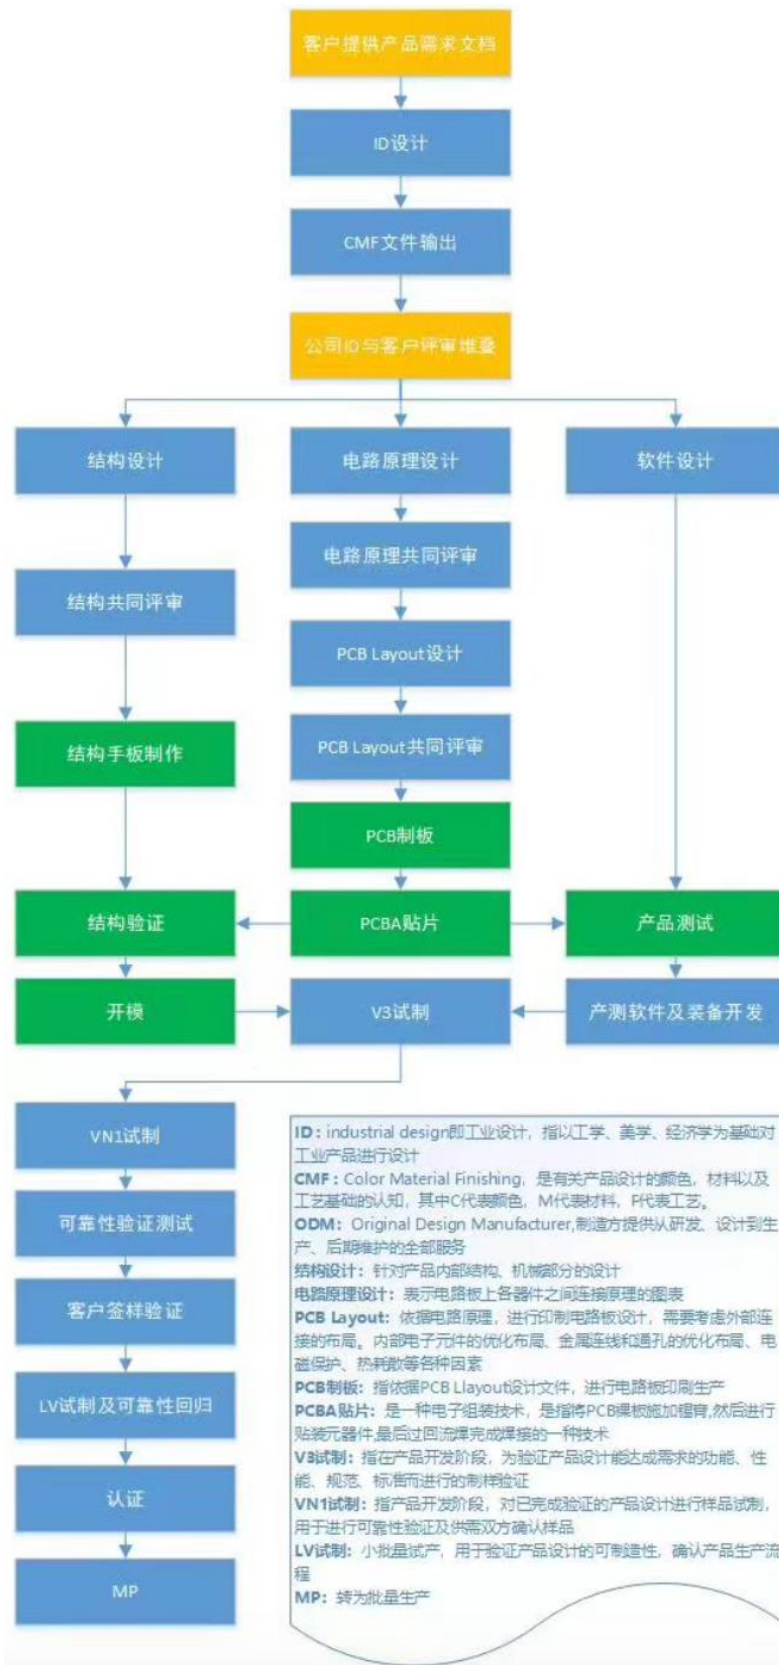 客户提供产品需求文档
ID设计
CMF文件输出
公司ID与客户评审堆叠
结构设计
电路原理设计
软件设计
电路原理共同评审
结构共同评审
PCB Layout设计
PCB Layout共同评审
结构手板制作
PCB制板
结构验证
PCBA贴片
产品测试
开模
V3试制
产测软件及装备开发
VN1试制
可靠性验证测试
客户签样验证
LV试制及可靠性回归
认证
MP
ID：industrial design即工业设计，指以工学、美学、经济学为基础对
工业产品进行设计
CMF：Color Material Finishing，是有关产品设计的颜色，材料以及
工艺基础的认知，其中C代表颜色，M代表材料，F代表工艺。
ODM：Original Design Manufacturer,制造方提供从研发、设计到生
产、后期维护的全部服务
结构设计：针对产品内部结构、机械部分的设计
电路原理设计：表示电路板上各器件之间连接原理的图表
PCB Layout：依据电路原理，进行印制电路板设计，需要考虑外部连
接的布局。内部电子元件的优化布局、金属连线和通孔的优化布局、电
磁保护、热耗散等各种因素
PCB制板：指依据PCB Llayout设计文件，进行电路板印刷生产
PCBA贴片：是一种电子组装技术，是指将PCB裸板施加锡膏,然后进行
贴装元器件,最后过回流焊完成焊接的一种技术
V3试制：指在产品开发阶段，为验证产品设计能达成需求的功能、性
能、规范、标准而进行的制样验证
VN1试制：指产品开发阶段，对已完成验证的产品设计进行样品试制，
用于进行可靠性验证及供需双方确认样品
LV试制：小批量试产，用于验证产品设计的可制造性，确认产品生产流
程
MP：转为批量生产